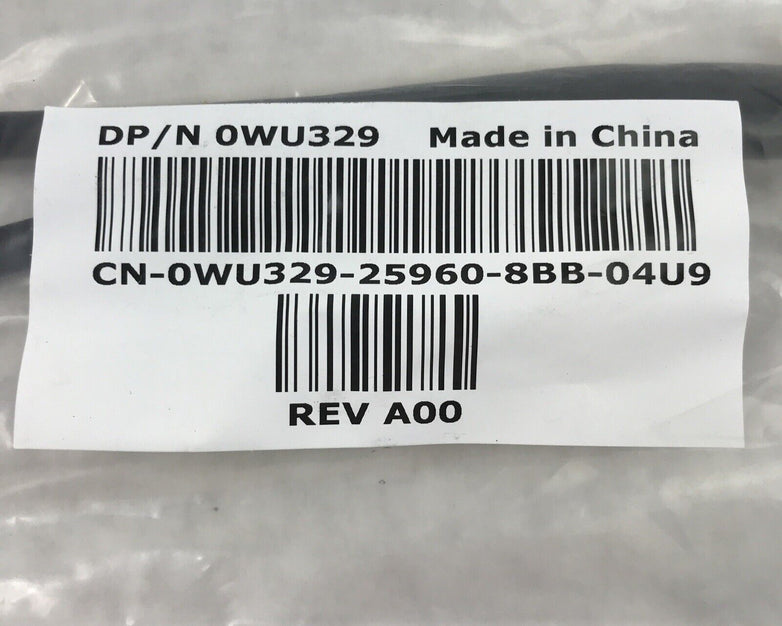 DP/N 0WU329 Made in China
CN-0WU329-25960-8BB-04U9
REV A00